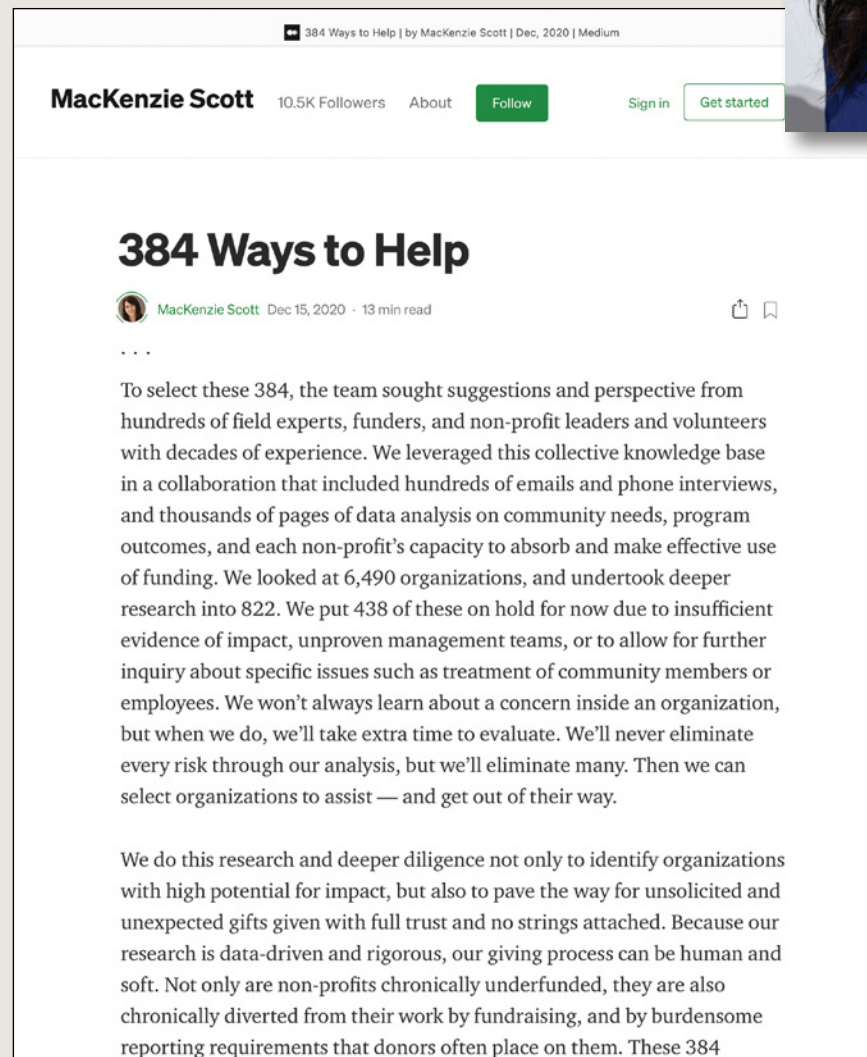 384 Ways to Help | by MacKenzie Scott | Dec, 2020 | Medium
MacKenzie Scott 10.5K Followers About Follow Sign in Get started
384 Ways to Help
MacKenzie Scott Dec 15, 2020 · 13 min read
. . .
To select these 384, the team sought suggestions and perspective from
hundreds of field experts, funders, and non-profit leaders and volunteers
with decades of experience. We leveraged this collective knowledge base
in a collaboration that included hundreds of emails and phone interviews,
and thousands of pages of data analysis on community needs, program
outcomes, and each non-profit’s capacity to absorb and make effective use
of funding. We looked at 6,490 organizations, and undertook deeper
research into 822. We put 438 of these on hold for now due to insufficient
evidence of impact, unproven management teams, or to allow for further
inquiry about specific issues such as treatment of community members or
employees. We won’t always learn about a concern inside an organization,
but when we do, we’ll take extra time to evaluate. We’ll never eliminate
every risk through our analysis, but we’ll eliminate many. Then we can
select organizations to assist — and get out of their way.
We do this research and deeper diligence not only to identify organizations
with high potential for impact, but also to pave the way for unsolicited and
unexpected gifts given with full trust and no strings attached. Because our
research is data-driven and rigorous, our giving process can be human and
soft. Not only are non-profits chronically underfunded, they are also
chronically diverted from their work by fundraising, and by burdensome
reporting requirements that donors often place on them. These 384